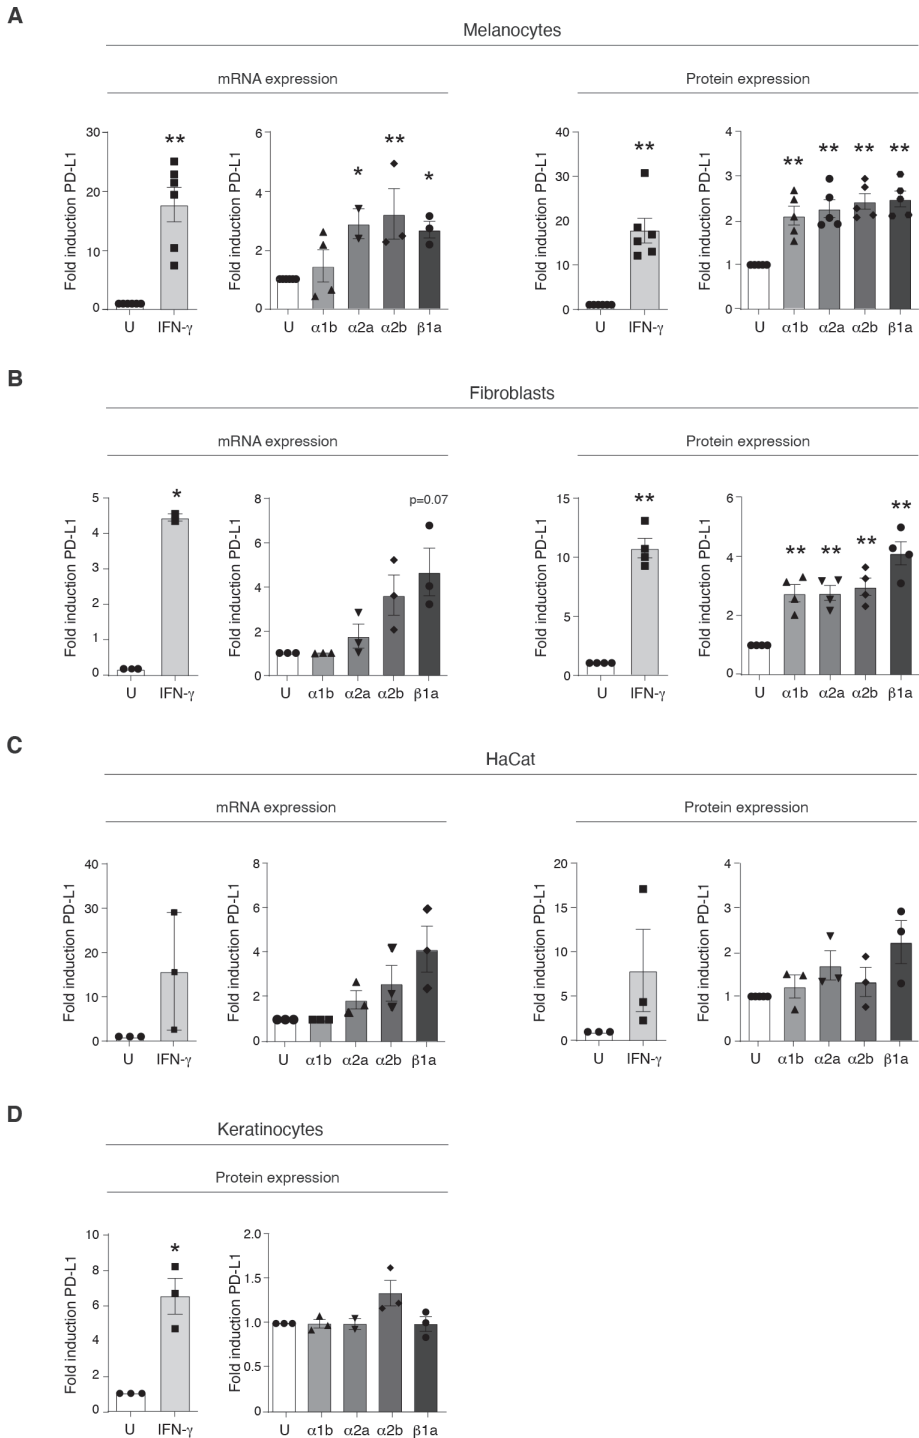 A
Melanocytes
mRNA expression
Protein expression
Fold induction PD-L1
30
20
10
0
**
U IFN-γ
Fold induction PD-L1
6
4
2
0
* ** *
U α1b α2a α2b β1a
Fold induction PD-L1
40
30
20
10
0
**
U IFN-γ
Fold induction PD-L1
4
3
2
1
0
** ** ** **
U α1b α2a α2b β1a
B
Fibroblasts
mRNA expression
Protein expression
Fold induction PD-L1
5
4
3
2
1
0
*
U IFN-γ
Fold induction PD-L1
8
6
4
2
0
p=0.07
U α1b α2a α2b β1a
Fold induction PD-L1
15
10
5
0
**
U IFN-γ
Fold induction PD-L1
6
4
2
0
** ** ** **
U α1b α2a α2b β1a
C
HaCat
mRNA expression
Protein expression
Fold induction PD-L1
40
30
20
10
0
U IFN-γ
Fold induction PD-L1
8
6
4
2
0
U α1b α2a α2b β1a
Fold induction PD-L1
20
15
10
5
0
U IFN-γ
Fold induction PD-L1
4
3
2
1
0
U α1b α2a α2b β1a
D
Keratinocytes
Protein expression
Fold induction PD-L1
10
8
6
4
2
0
*
U IFN-γ
Fold induction PD-L1
2.0
1.5
1.0
0.5
0
U α1b α2a α2b β1a